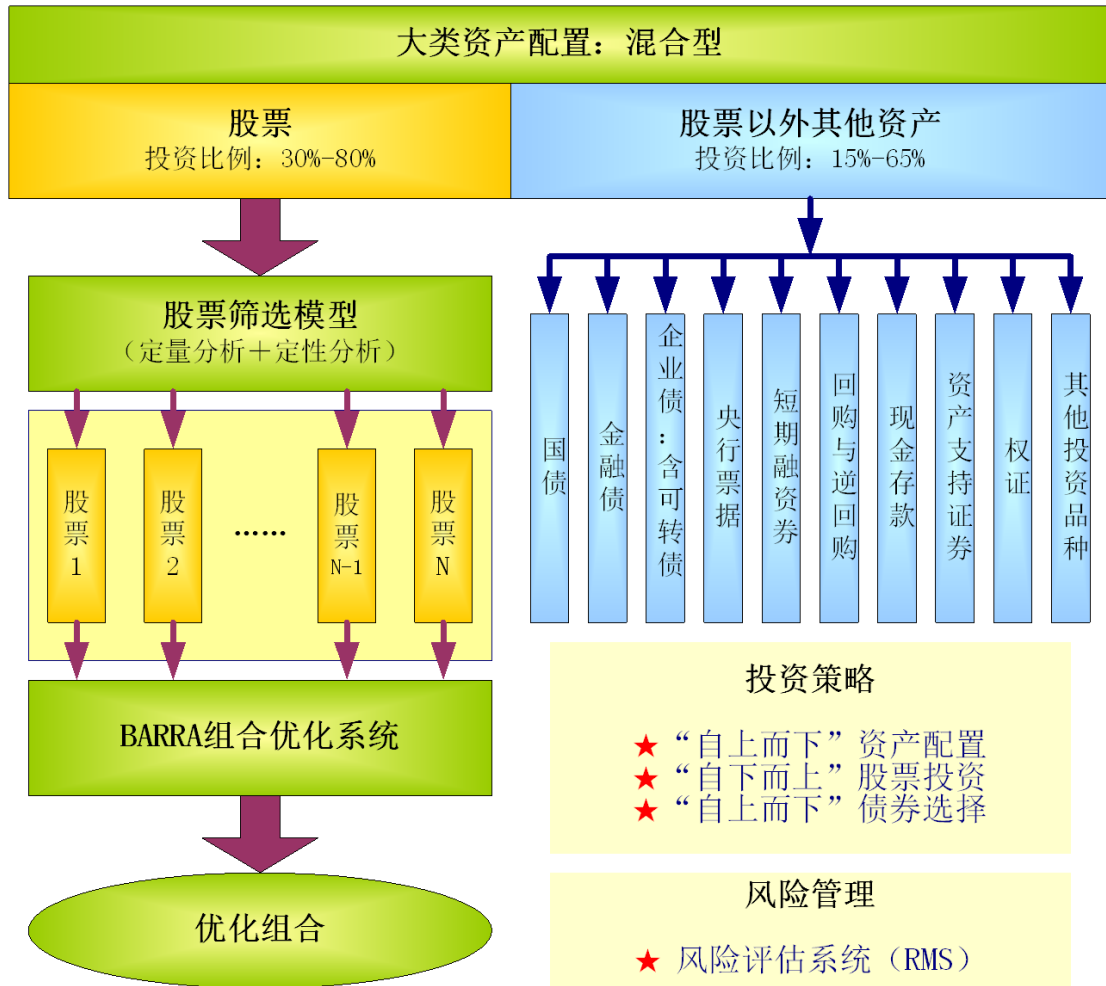 大类资产配置：混合型
股票
投资比例：30%-80%
股票以外其他资产
投资比例：15%-65%
股票筛选模型
（定量分析＋定性分析）
股票1
股票2
……
股票N-1
股票N
BARRA组合优化系统
优化组合
国债
金融债
企业债：含可转债
央行票据
短期融资券
回购与逆回购
现金存款
资产支持证券
权证
其他投资品种
投资策略
★ “自上而下”资产配置
★ “自下而上”股票投资
★ “自上而下”债券选择
风险管理
★ 风险评估系统（RMS）